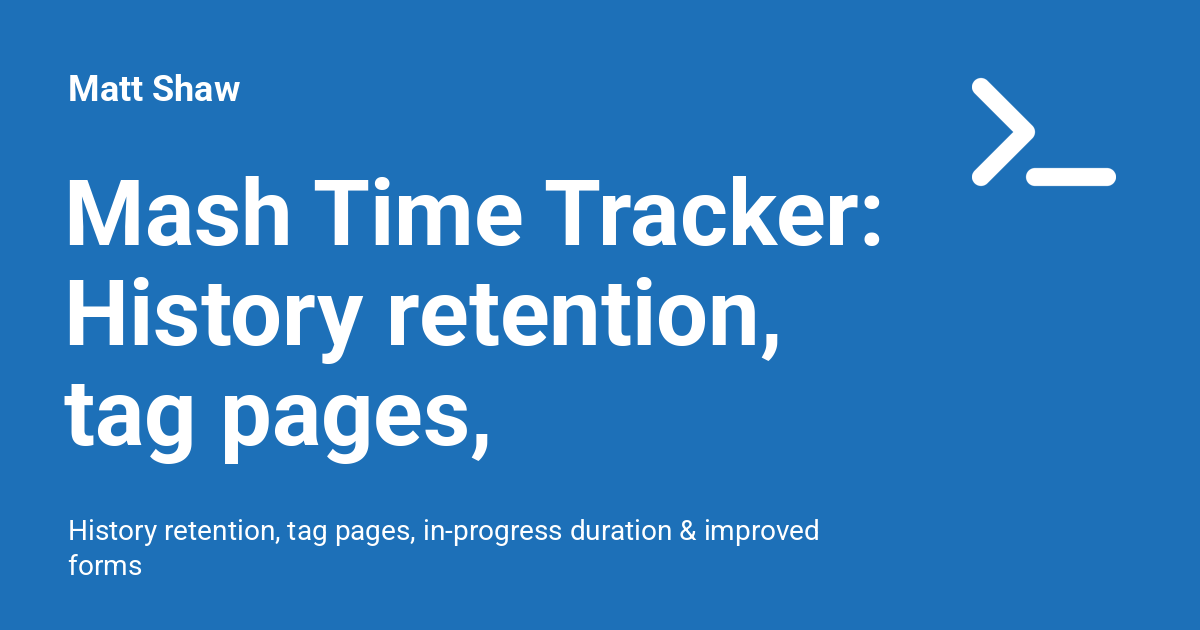 Matt Shaw
Mash Time Tracker:
History retention,
tag pages,
History retention, tag pages, in-progress duration & improved
forms